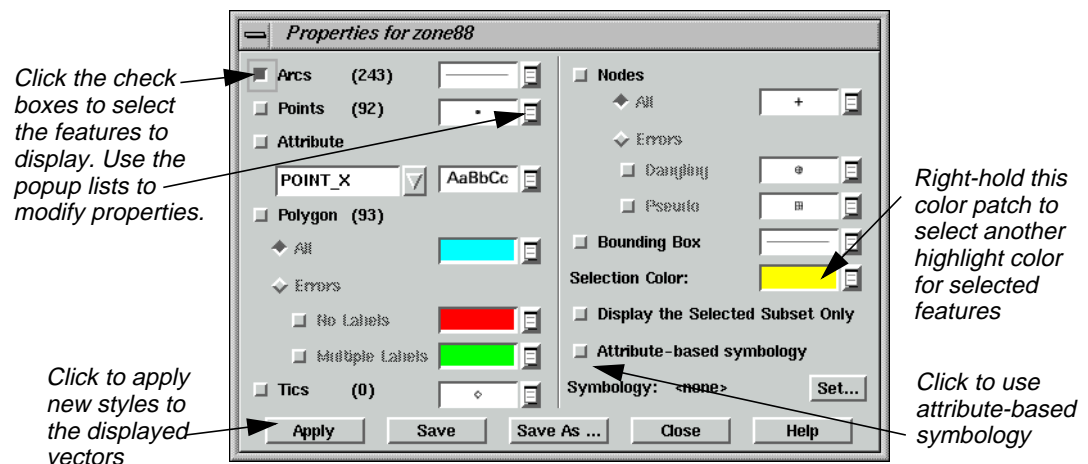 Properties for zone88
Click the check
boxes to select
the features to
display. Use the
popup lists to
modify properties.
Arcs (243)
Points (92)
Attribute
POINT_X
AaBbCc
Polygon (93)
All
Errors
No Labels
Multiple Labels
Tics (0)
Nodes
All
Errors
Dangling
Pseudo
Bounding Box
Selection Color:
Display the Selected Subset Only
Attribute-based symbology
Symbology: <none>
Set...
Right-hold this
color patch to
select another
highlight color
for selected
features
Click to use
attribute-based
symbology
Click to apply
new styles to
the displayed
vectors
Apply Save Save As ... Close Help